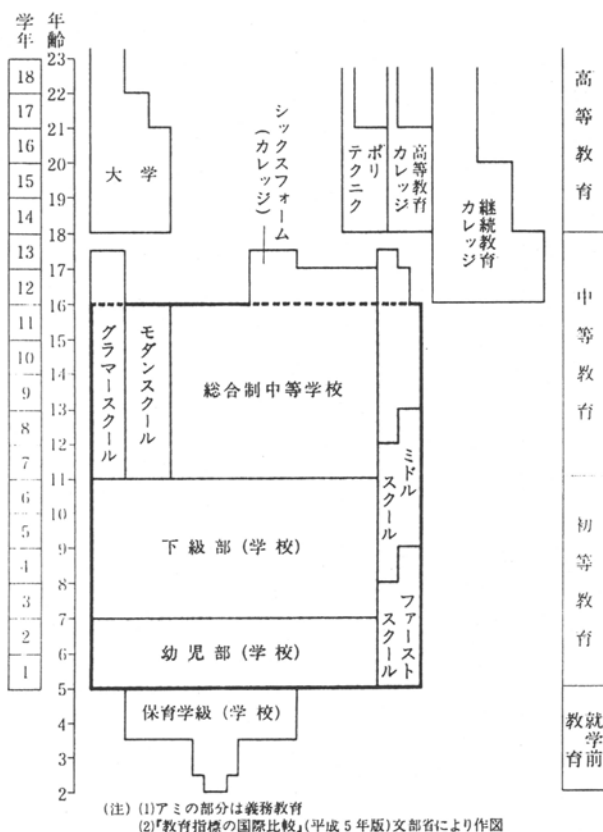 学年
年齢
23
18
22
17
21
16
20
15
19
14
18
13
17
12
16
11
15
10
14
9
13
8
12
7
11
6
10
5
9
4
8
3
7
2
6
1
5
4
3
2
大学
シックスフォーム
(カレッジ)
ポリ
テクニク
高等教育
カレッジ
継続教育
カレッジ
グラマースクール
モダンスクール
総合制中等学校
ミドル
スクール
下級部(学校)
ファースト
スクール
幼児部(学校)
保育学級(学校)
高等教育
中等教育
初等教育
就学前
教育
(注) (1)アミの部分は義務教育
(2)『教育指標の国際比較』(平成5年版)文部省により作図